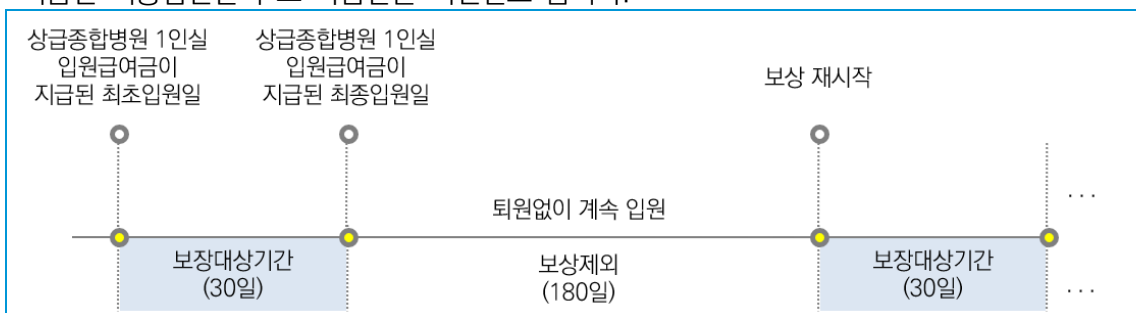 상급종합병원 1인실
입원급여금이
지급된 최초입원일
상급종합병원 1인실
입원급여금이
지급된 최종입원일
보상 재시작
퇴원없이 계속 입원
보장대상기간
(30일)
보상제외
(180일)
보장대상기간
(30일)
...
...